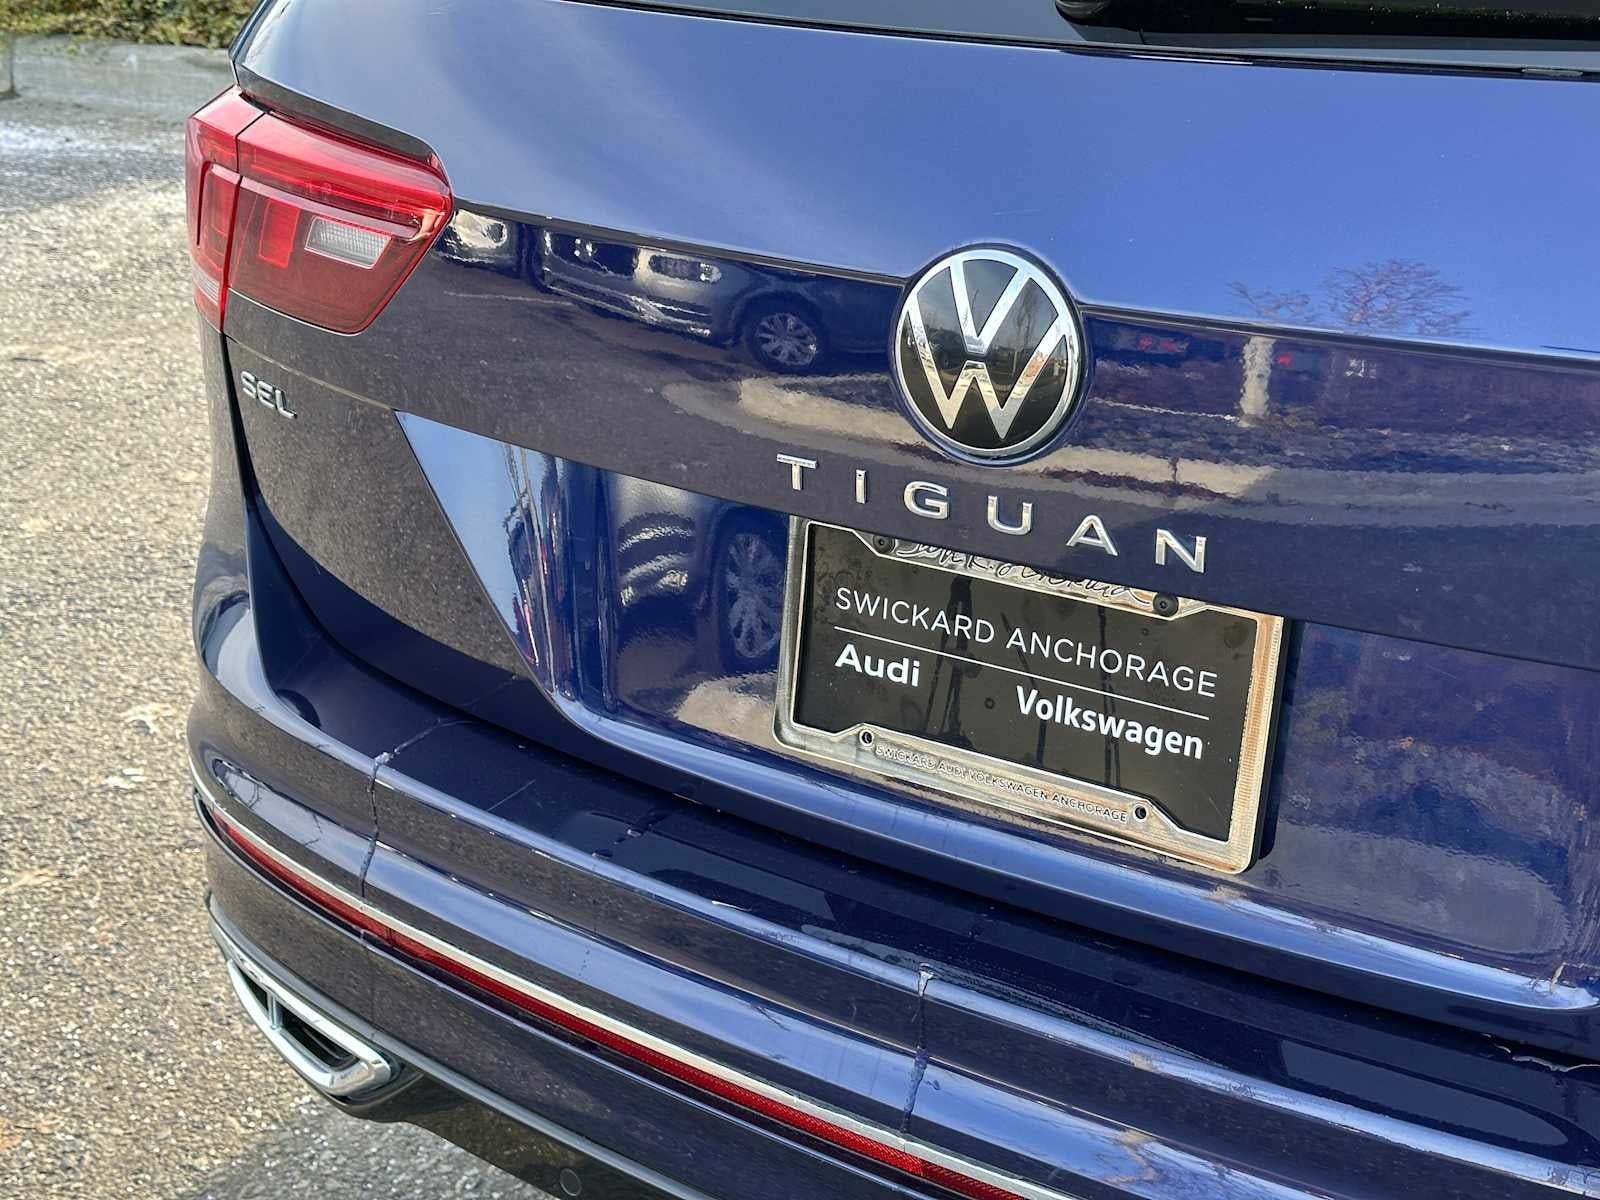 SEL
TIGUAN
SWICKARD ANCHORAGE
Audi
Volkswagen
SWICKARD AUDI VOLKSWAGEN ANCHORAGE